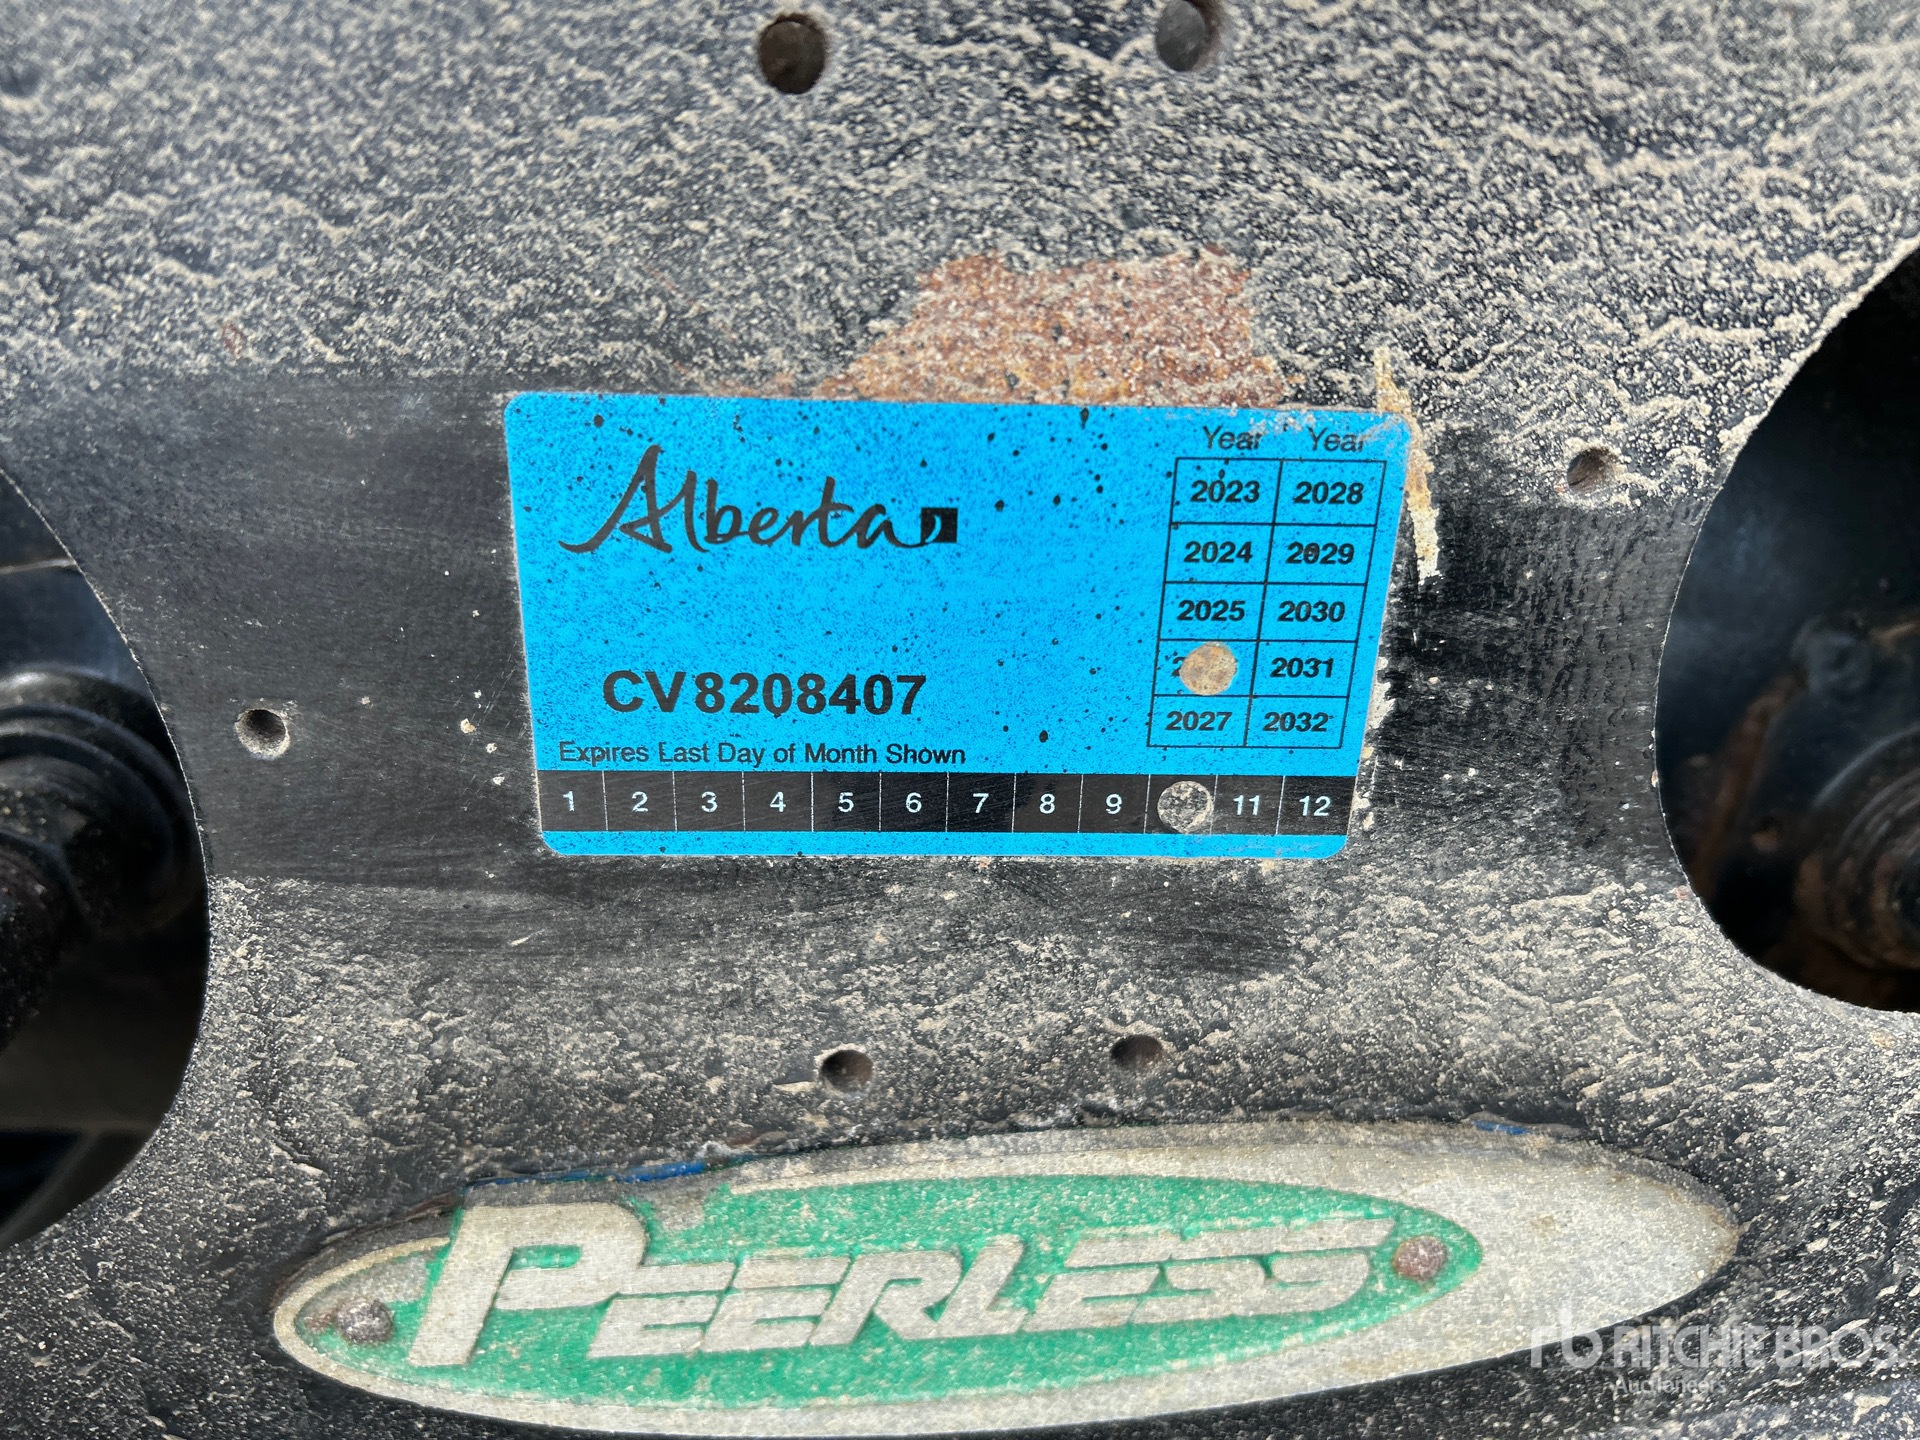 Alberta
Year Year
2023 2028
2024 2029
2025 2030
2031
2027 2032
CV8208407
Expires Last Day of Month Shown
1 2 3 4 5 6 7 8 9 11 12
PEERLESS
rb RITCHIE BROS
Auctioneers